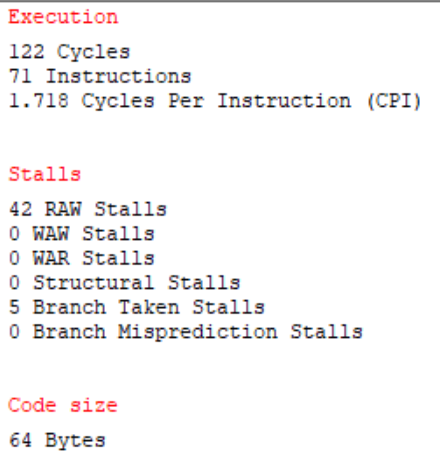 Execution
122 Cycles
71 Instructions
1.718 Cycles Per Instruction (CPI)
Stalls
42 RAW Stalls
0 WAW Stalls
0 WAR Stalls
0 Structural Stalls
5 Branch Taken Stalls
0 Branch Misprediction Stalls
Code size
64 Bytes